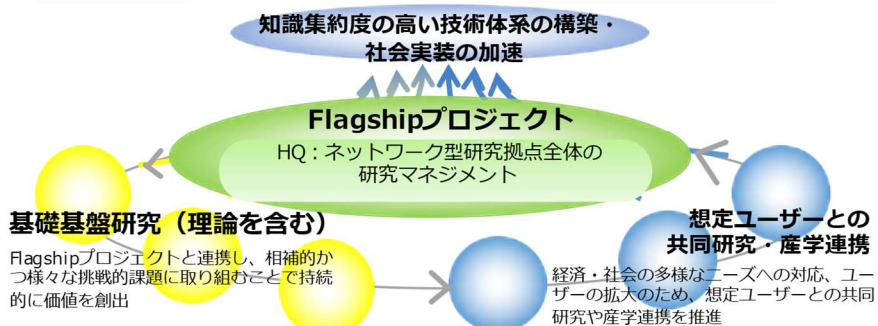 知識集約度の高い技術体系の構築・
社会実装の加速
Flagshipプロジェクト
HQ：ネットワーク型研究拠点全体の
研究マネジメント
基礎基盤研究（理論を含む）
Flagshipプロジェクトと連携し、相補的か
つ様々な挑戦的課題に取り組むことで持続
的に価値を創出
想定ユーザーとの
共同研究・産学連携
経済・社会の多様なニーズへの対応、ユー
ザーの拡大のため、想定ユーザーとの共同
研究や産学連携を推進